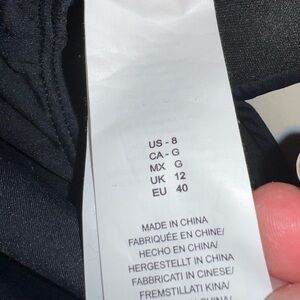 US - 8
CA - G
MX G
UK 12
EU 40
MADE IN CHINA
FABRIQUÉE EN CHINE/
HECHO EN CHINA/
HERGESTELLT IN CHINA/
FABBRICATI IN CINESE/
FREMSTILLATI KINA/